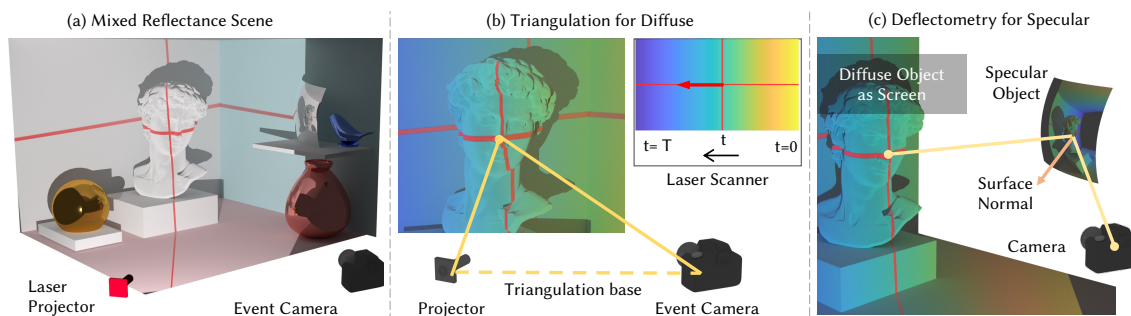 (a) Mixed Reflectance Scene
Laser
Projector
Event Camera
(b) Triangulation for Diffuse
t= T
t
t=0
Laser Scanner
Projector
Triangulation base
Event Camera
(c) Deflectometry for Specular
Diffuse Object
as Screen
Specular
Object
Surface
Normal
Camera